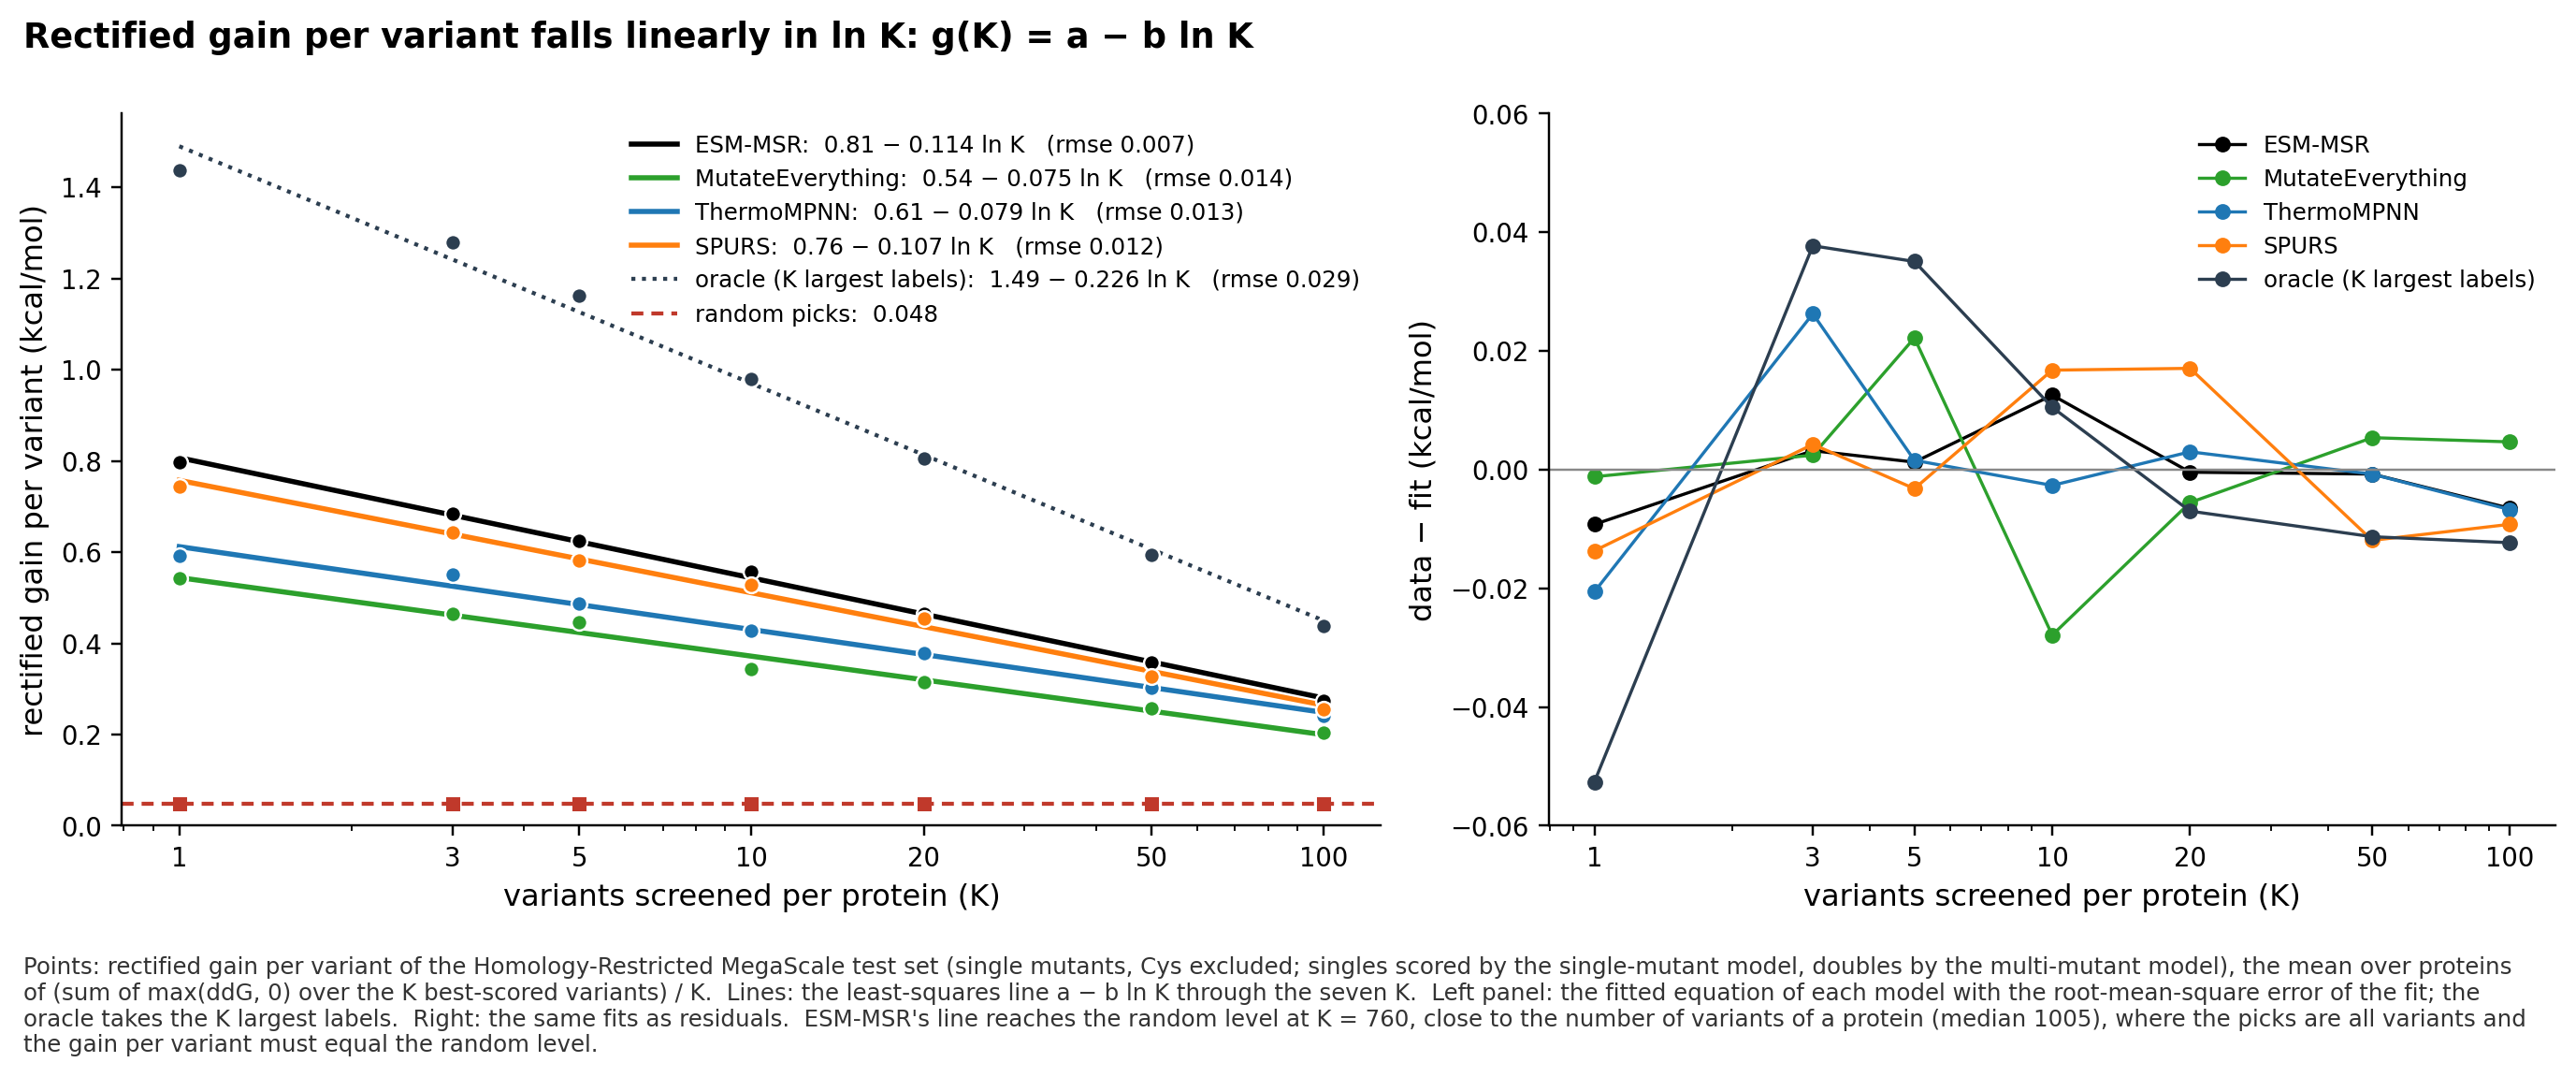 Rectified gain per variant falls linearly in ln K: g(K) = a − b ln K
rectified gain per variant (kcal/mol)
1.4
1.2
1.0
0.8
0.6
0.4
0.2
0.0
ESM-MSR:  0.81 − 0.114 ln K   (rmse 0.007)
MutateEverything:  0.54 − 0.075 ln K   (rmse 0.014)
ThermoMPNN:  0.61 − 0.079 ln K   (rmse 0.013)
SPURS:  0.76 − 0.107 ln K   (rmse 0.012)
oracle (K largest labels):  1.49 − 0.226 ln K   (rmse 0.029)
random picks:  0.048
1 3 5 10 20 50 100
variants screened per protein (K)
data − fit (kcal/mol)
0.06
0.04
0.02
0.00
−0.02
−0.04
−0.06
ESM-MSR
MutateEverything
ThermoMPNN
SPURS
oracle (K largest labels)
1 3 5 10 20 50 100
variants screened per protein (K)
Points: rectified gain per variant of the Homology-Restricted MegaScale test set (single mutants, Cys excluded; singles scored by the single-mutant model, doubles by the multi-mutant model), the mean over proteins
of (sum of max(ddG, 0) over the K best-scored variants) / K.  Lines: the least-squares line a − b ln K through the seven K.  Left panel: the fitted equation of each model with the root-mean-square error of the fit; the
oracle takes the K largest labels.  Right: the same fits as residuals.  ESM-MSR's line reaches the random level at K = 760, close to the number of variants of a protein (median 1005), where the picks are all variants and
the gain per variant must equal the random level.